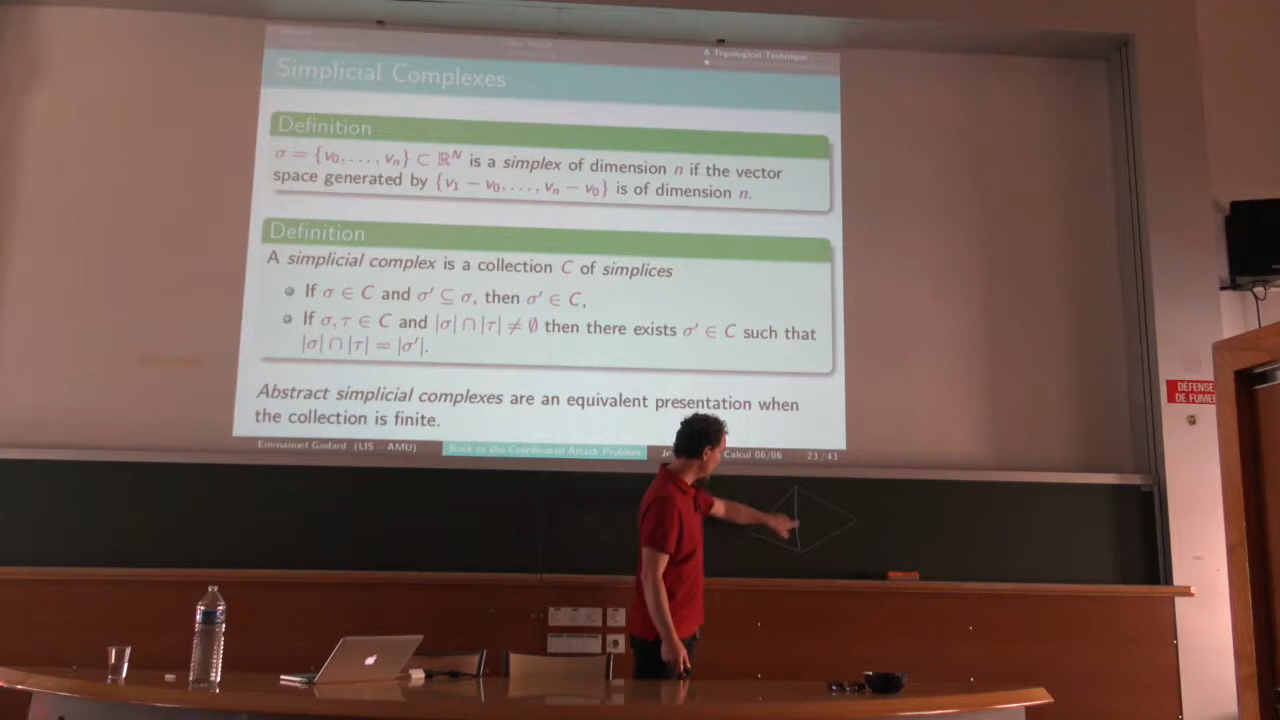 A Topological Technique
Simplicial Complexes
Definition
σ = {v₀, . . . , vₙ} ⊂ ℝᴺ is a simplex of dimension n if the vector
space generated by {v₁ − v₀, . . . , vₙ − v₀} is of dimension n.
Definition
A simplicial complex is a collection C of simplices
If σ ∈ C and σ′ ⊆ σ, then σ′ ∈ C,
If σ, τ ∈ C and |σ| ∩ |τ| ≠ ∅ then there exists σ′ ∈ C such that
|σ| ∩ |τ| = |σ′|.
Abstract simplicial complexes are an equivalent presentation when
the collection is finite.
Emmanuel Godard (LIS – AMU) Back to the Coordinated Attack Problem Calcul 06/06 23 / 43
DÉFENSE
DE FUMER